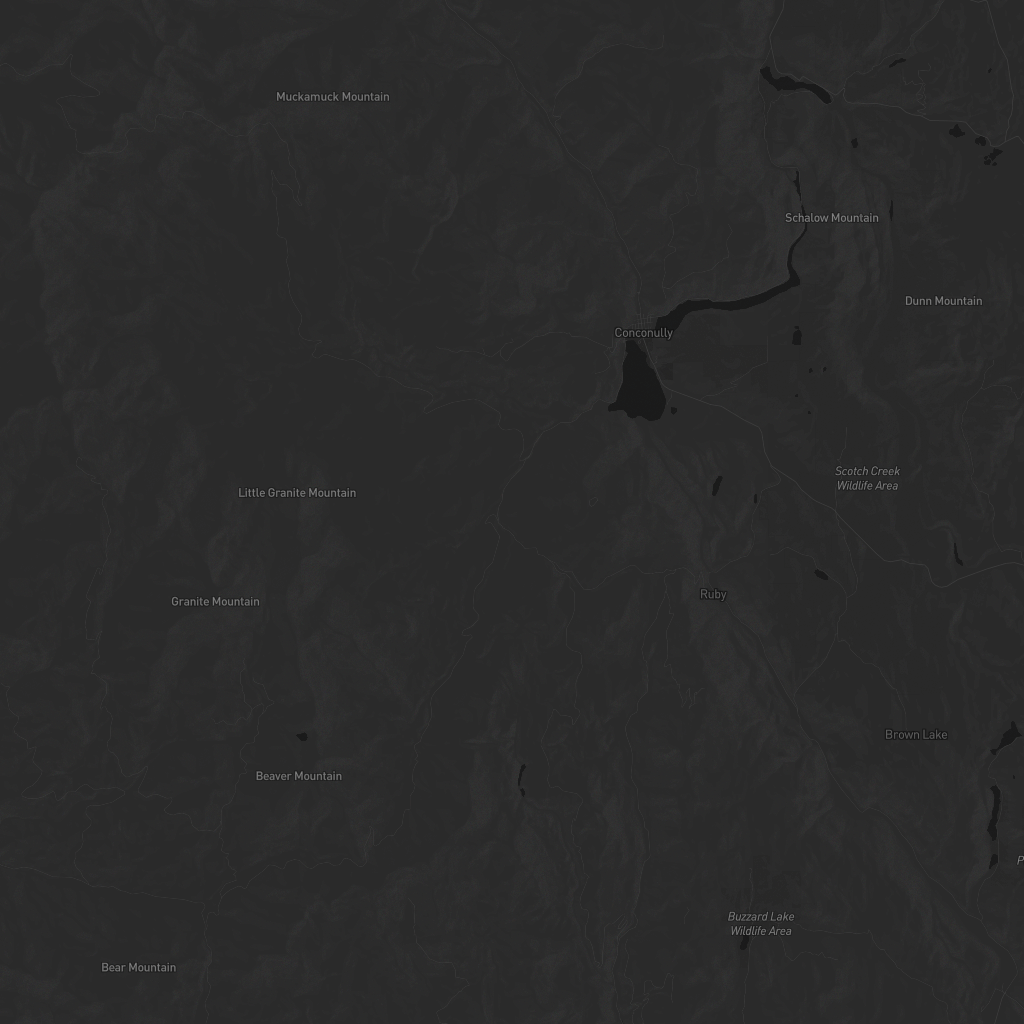 Muckamuck Mountain
Schalow Mountain
Dunn Mountain
Conconully
Scotch Creek
Wildlife Area
Little Granite Mountain
Ruby
Granite Mountain
Brown Lake
Beaver Mountain
P
Buzzard Lake
Wildlife Area
Bear Mountain